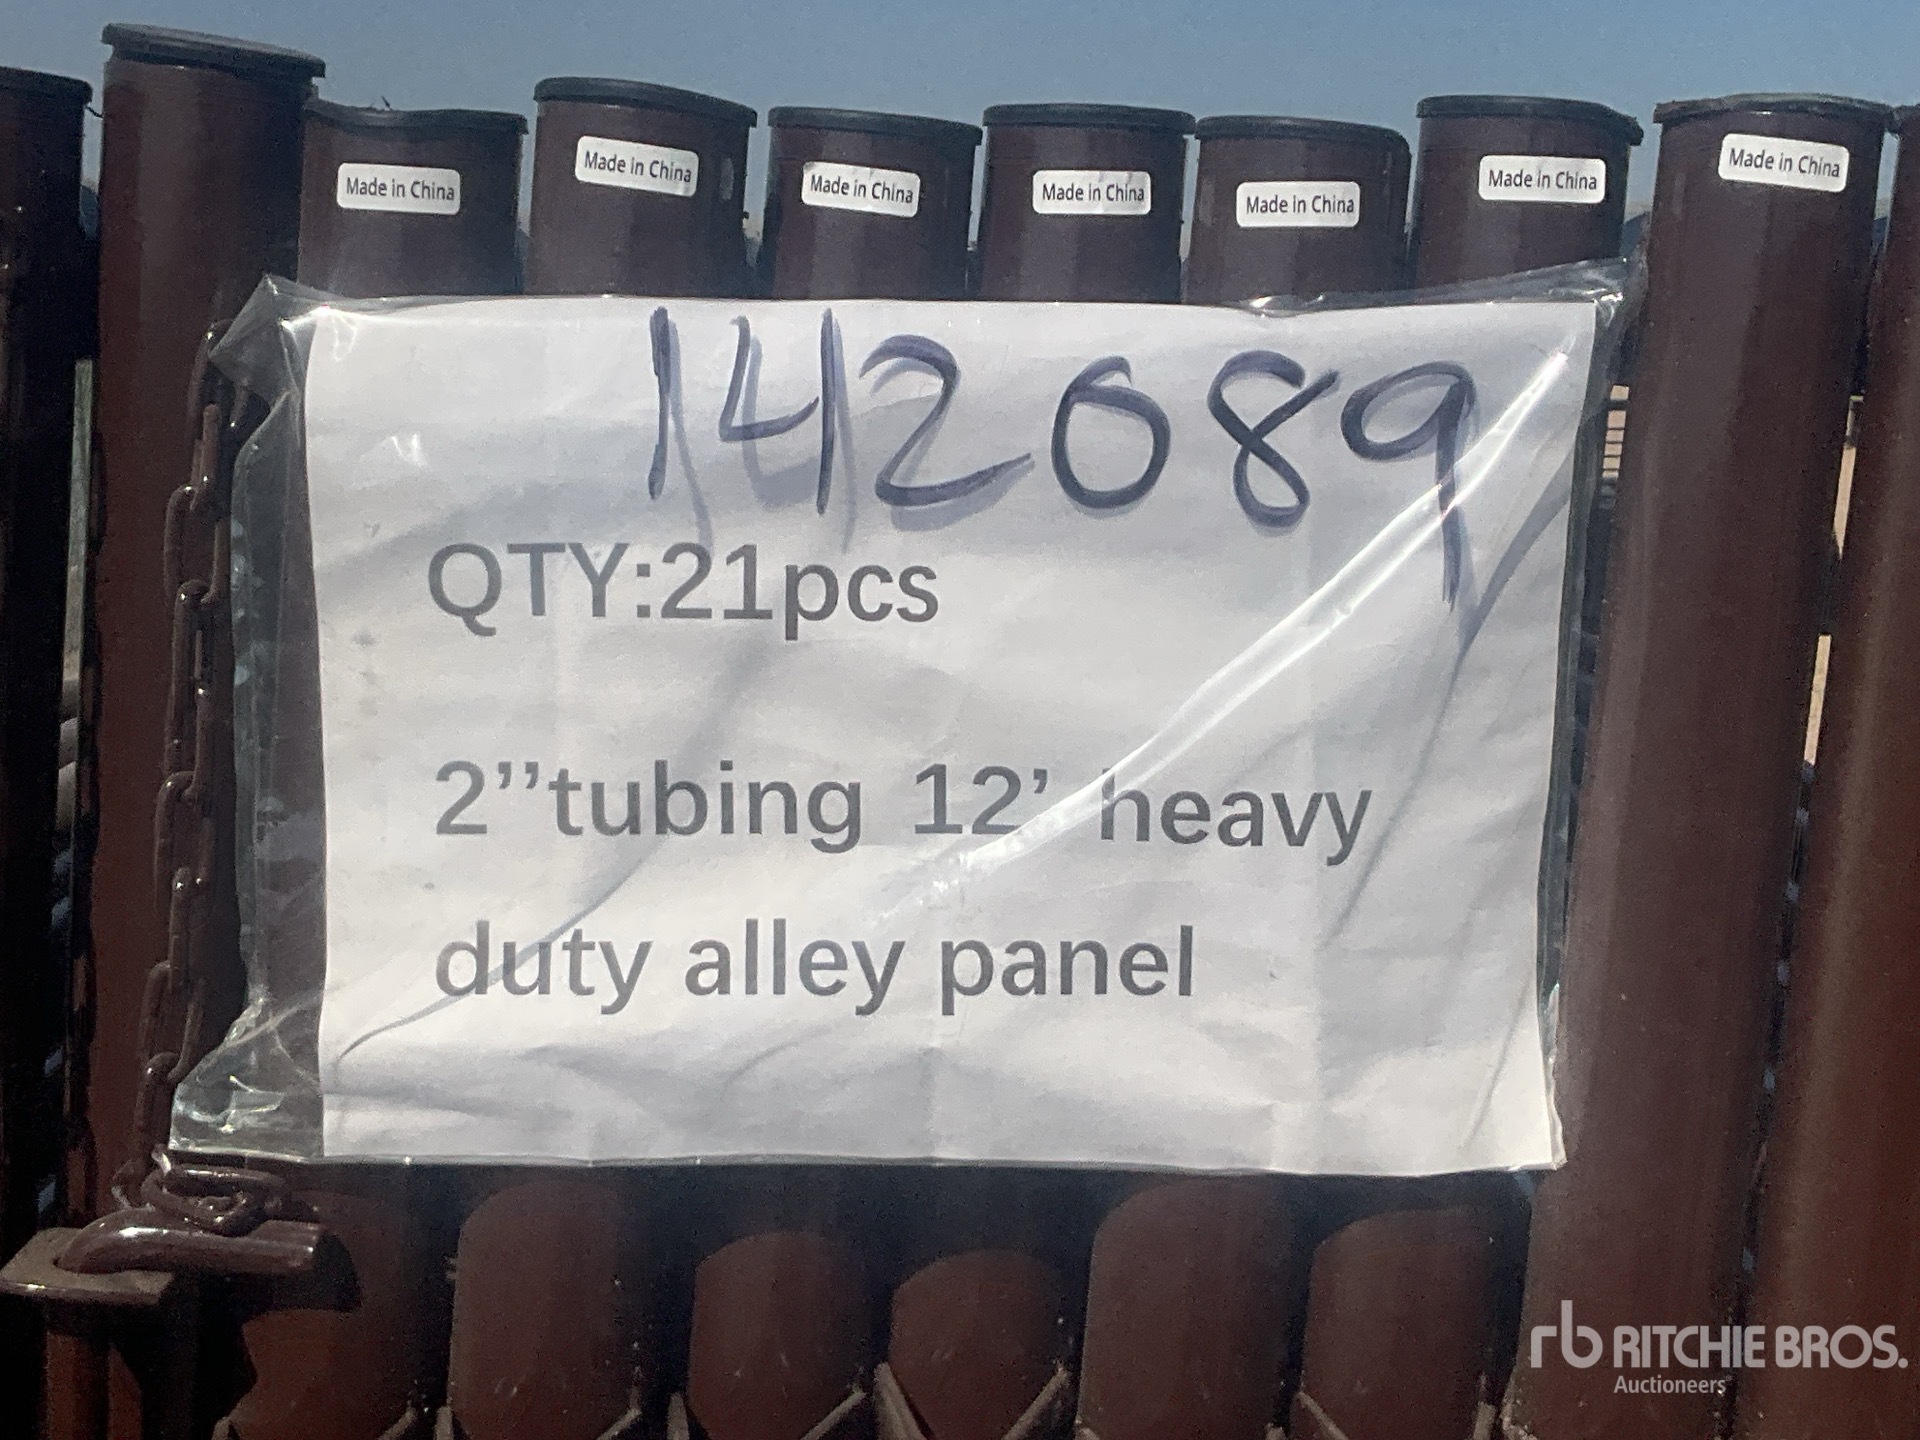 Made in China
Made in China
Made in China
Made in China
Made in China
Made in China
Made in China
142089
QTY:21pcs
2’’tubing 12’ heavy
duty alley panel
rb RITCHIE BROS.
Auctioneers